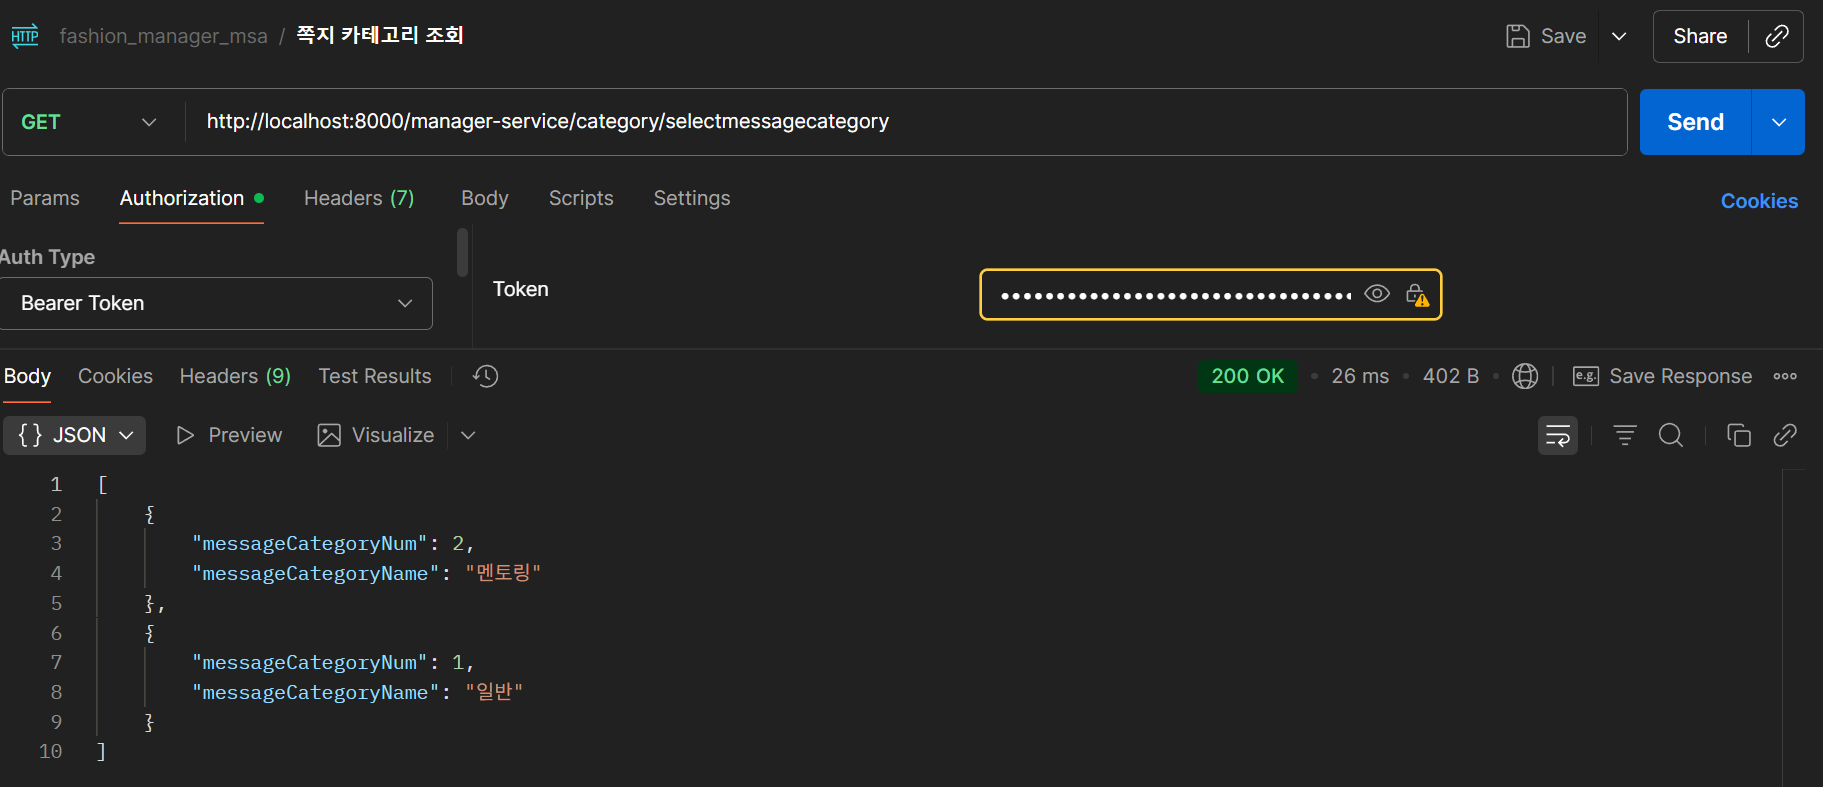 HTTP fashion_manager_msa / 쪽지 카테고리 조회 Save Share
GET http://localhost:8000/manager-service/category/selectmessagecategory Send
Params Authorization Headers (7) Body Scripts Settings Cookies
Auth Type
Bearer Token
Token
Body Cookies Headers (9) Test Results 200 OK 26 ms 402 B e.g. Save Response
{} JSON Preview Visualize
1 [
2 {
3 "messageCategoryNum": 2,
4 "messageCategoryName": "멘토링"
5 },
6 {
7 "messageCategoryNum": 1,
8 "messageCategoryName": "일반"
9 }
10 ]